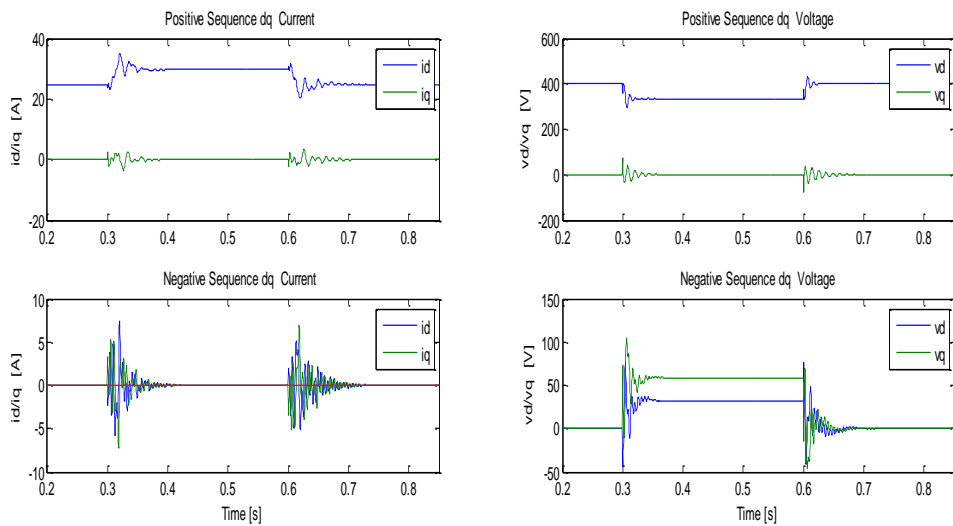 Positive Sequence dq Current
id/iq [A]
40
20
0
-20
id
iq
0.2 0.3 0.4 0.5 0.6 0.7 0.8
Positive Sequence dq Voltage
vd/vq [V]
600
400
200
0
-200
vd
vq
0.2 0.3 0.4 0.5 0.6 0.7 0.8
Negative Sequence dq Current
id/iq [A]
10
5
0
-5
-10
id
iq
0.2 0.3 0.4 0.5 0.6 0.7 0.8
Time [s]
Negative Sequence dq Voltage
vd/vq [V]
150
100
50
0
-50
vd
vq
0.2 0.3 0.4 0.5 0.6 0.7 0.8
Time [s]